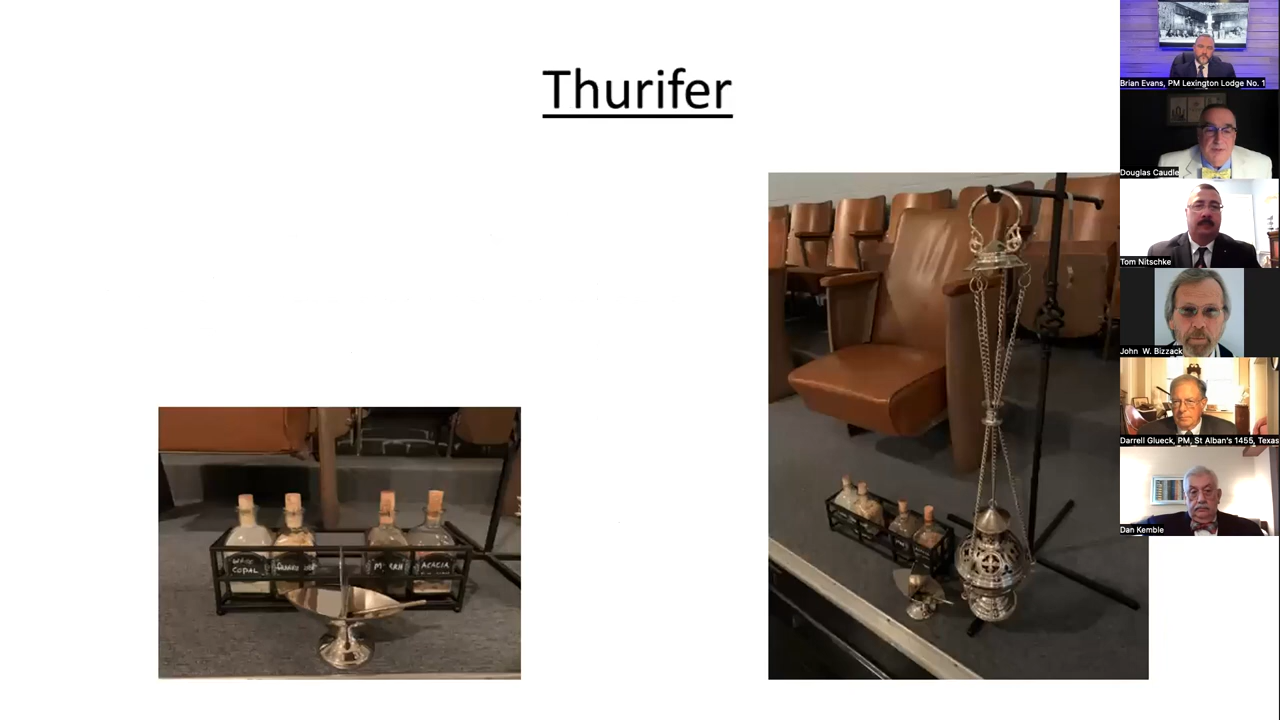 Thurifer
Brian Evans, PM Lexington Lodge No. 1
Douglas Caudle
Tom Nitschke
John W. Bizzack
Darrell Glueck, PM, St Alban's 1455, Texas
Dan Kemble
COPAL
ACACIA